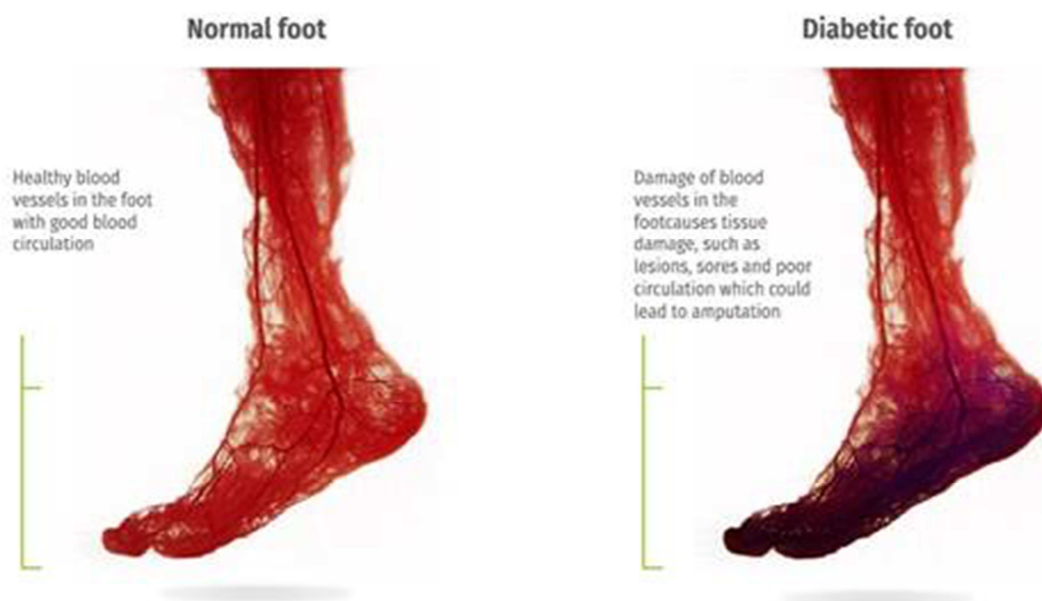 Normal foot
Healthy blood
vessels in the foot
with good blood
circulation
Diabetic foot
Damage of blood
vessels in the
footcauses tissue
damage, such as
lesions, sores and poor
circulation which could
lead to amputation